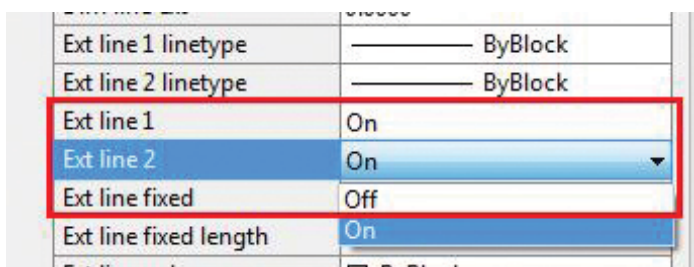 Ext line 1 linetype ByBlock
Ext line 2 linetype ByBlock
Ext line 1 On
Ext line 2 On
Ext line fixed Off
Ext line fixed length On